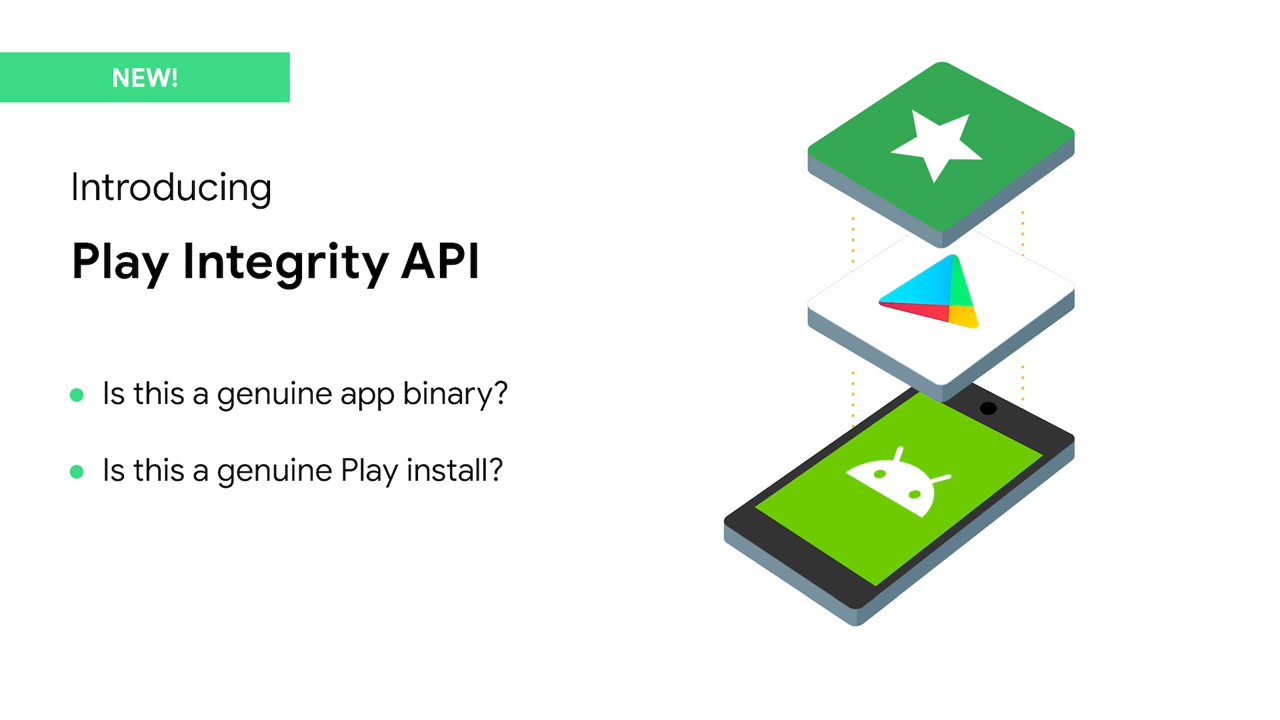 NEW!
Introducing
Play Integrity API
Is this a genuine app binary?
Is this a genuine Play install?